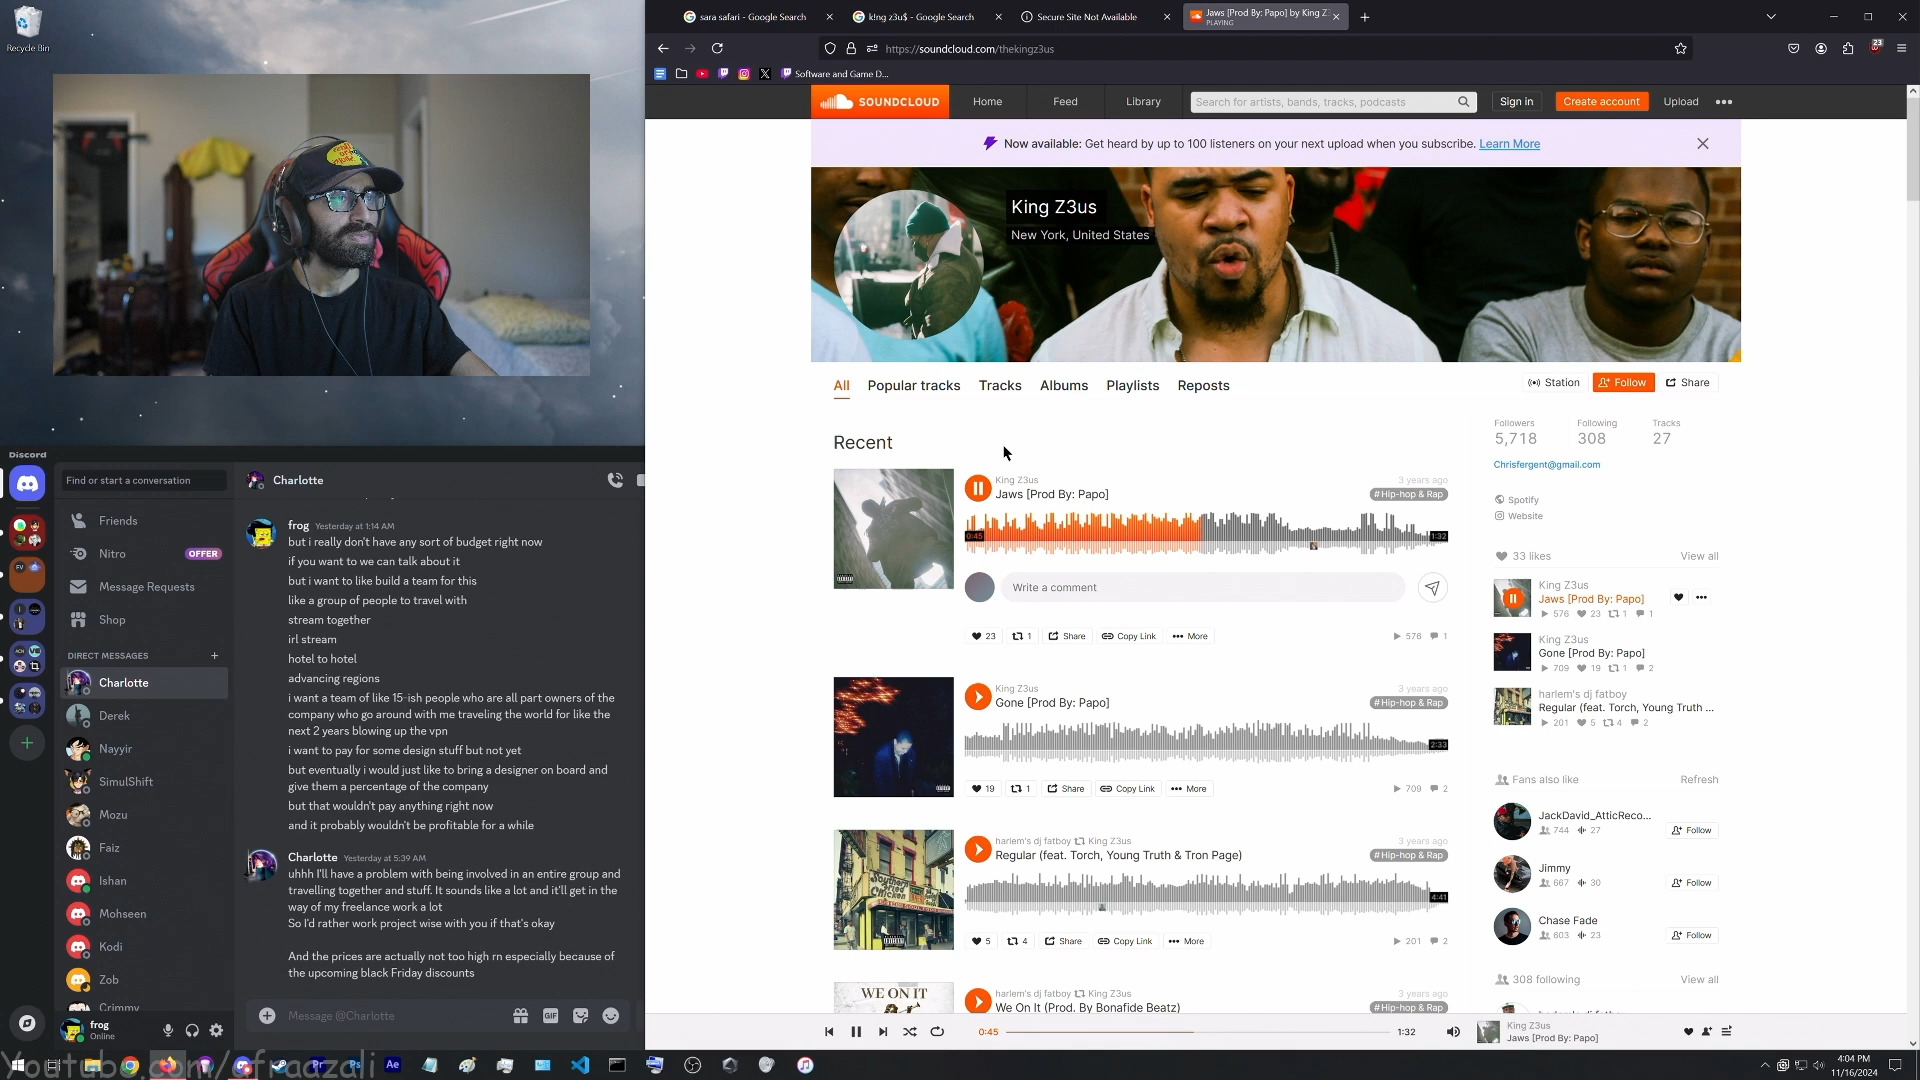 Recycle Bin
sara safari - Google Search
k!ng z3u$ - Google Search
Secure Site Not Available
Jaws [Prod By: Papo] by King Z3
PLAYING
https://soundcloud.com/thekingz3us
23
Software and Game D...
SOUNDCLOUD
Home
Feed
Library
Search for artists, bands, tracks, podcasts
Sign in
Create account
Upload
Now available: Get heard by up to 100 listeners on your next upload when you subscribe. Learn More
King Z3us
New York, United States
All
Popular tracks
Tracks
Albums
Playlists
Reposts
Station
Follow
Share
Followers
Following
Tracks
5,718
308
27
Chrisfergent@gmail.com
Spotify
Website
Recent
King Z3us
3 years ago
Jaws [Prod By: Papo]
# Hip-hop & Rap
0:45
1:32
Write a comment
23
1
Share
Copy Link
More
576
1
King Z3us
3 years ago
Gone [Prod By: Papo]
# Hip-hop & Rap
2:33
19
1
Share
Copy Link
More
709
2
harlem's dj fatboy King Z3us
3 years ago
Regular (feat. Torch, Young Truth & Tron Page)
# Hip-hop & Rap
4:41
5
4
Share
Copy Link
More
201
2
WE ON IT
harlem's dj fatboy King Z3us
3 years ago
We On It (Prod. By Bonafide Beatz)
# Hip-hop & Rap
33 likes
View all
King Z3us
Jaws [Prod By: Papo]
576 23 1 1
King Z3us
Gone [Prod By: Papo]
709 19 1 2
harlem's dj fatboy
Regular (feat. Torch, Young Truth ...
201 5 4 2
Fans also like
Refresh
JackDavid_AtticReco...
744 27
Follow
Jimmy
667 30
Follow
Chase Fade
603 23
Follow
308 following
View all
0:45
1:32
King Z3us
Jaws [Prod By: Papo]
Discord
Find or start a conversation
Friends
Nitro
OFFER
Message Requests
Shop
DIRECT MESSAGES
Charlotte
Derek
Nayyir
SimulShift
Mozu
Faiz
Ishan
Mohseen
Kodi
Zob
Crimmy
frog
Online
Charlotte
frog Yesterday at 1:14 AM
but i really don't have any sort of budget right now
if you want to we can talk about it
but i want to like build a team for this
like a group of people to travel with
stream together
irl stream
hotel to hotel
advancing regions
i want a team of like 15-ish people who are all part owners of the
company who go around with me traveling the world for like the
next 2 years blowing up the vpn
i want to pay for some design stuff but not yet
but eventually i would just like to bring a designer on board and
give them a percentage of the company
but that wouldn't pay anything right now
and it probably wouldn't be profitable for a while
Charlotte Yesterday at 5:39 AM
uhhh I'll have a problem with being involved in an entire group and
travelling together and stuff. It sounds like a lot and it'll get in the
way of my freelance work a lot
So I'd rather work project wise with you if that's okay
And the prices are actually not too high rn especially because of
the upcoming black Friday discounts
Message @Charlotte
GIF
Youtube.com/afraazali
Pr
Ps
Ae
4:04 PM
11/16/2024